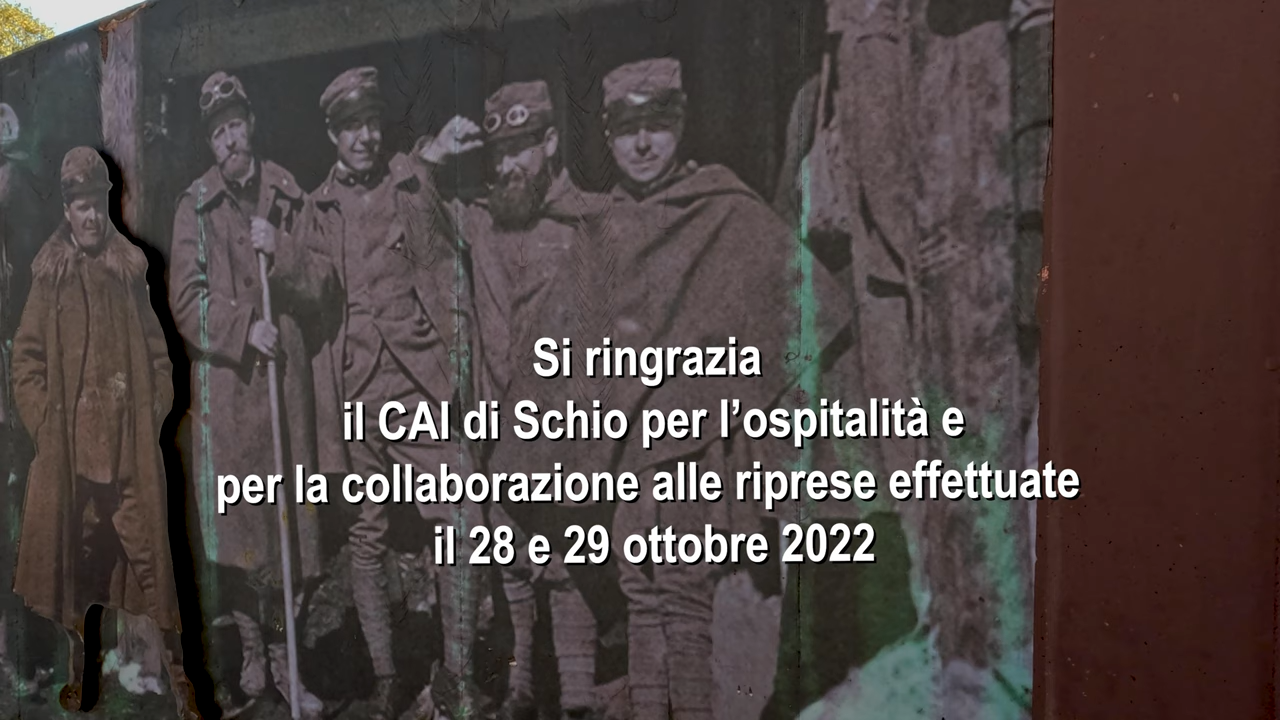 Si ringrazia
il CAI di Schio per l’ospitalità e
per la collaborazione alle riprese effettuate
il 28 e 29 ottobre 2022